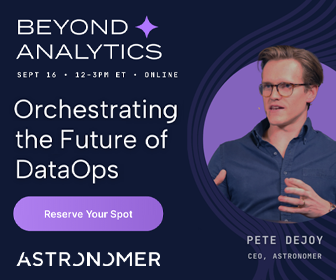 BEYOND
ANALYTICS
SEPT 16 • 12-3PM ET • ONLINE
Orchestrating
the Future of
DataOps
Reserve Your Spot
ASTRONOMER
PETE DEJOY
CEO, ASTRONOMER